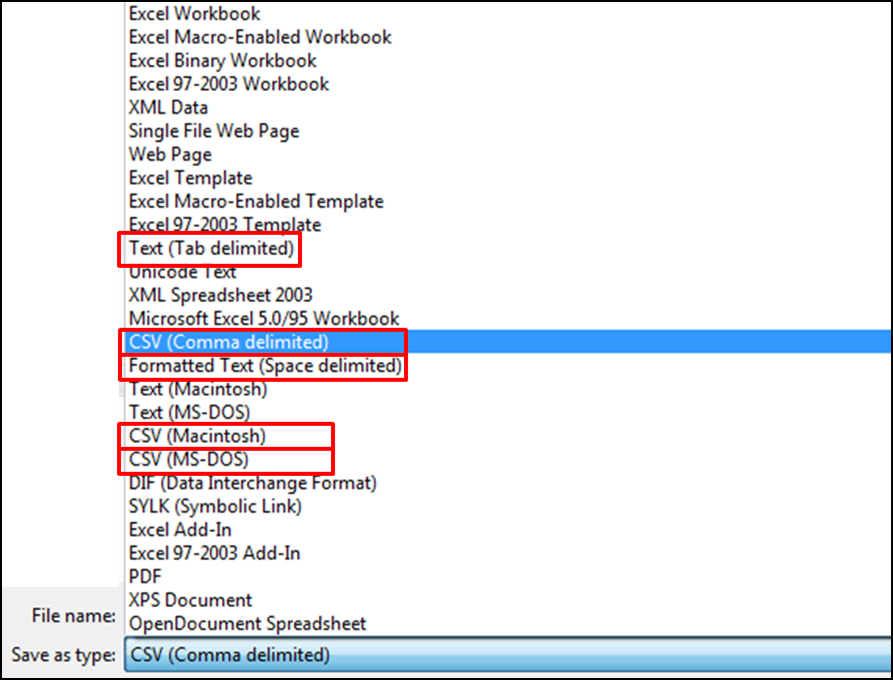 Excel Workbook
Excel Macro-Enabled Workbook
Excel Binary Workbook
Excel 97-2003 Workbook
XML Data
Single File Web Page
Web Page
Excel Template
Excel Macro-Enabled Template
Excel 97-2003 Template
Text (Tab delimited)
Unicode Text
XML Spreadsheet 2003
Microsoft Excel 5.0/95 Workbook
CSV (Comma delimited)
Formatted Text (Space delimited)
Text (Macintosh)
Text (MS-DOS)
CSV (Macintosh)
CSV (MS-DOS)
DIF (Data Interchange Format)
SYLK (Symbolic Link)
Excel Add-In
Excel 97-2003 Add-In
PDF
XPS Document
OpenDocument Spreadsheet
File name:
Save as type: CSV (Comma delimited)